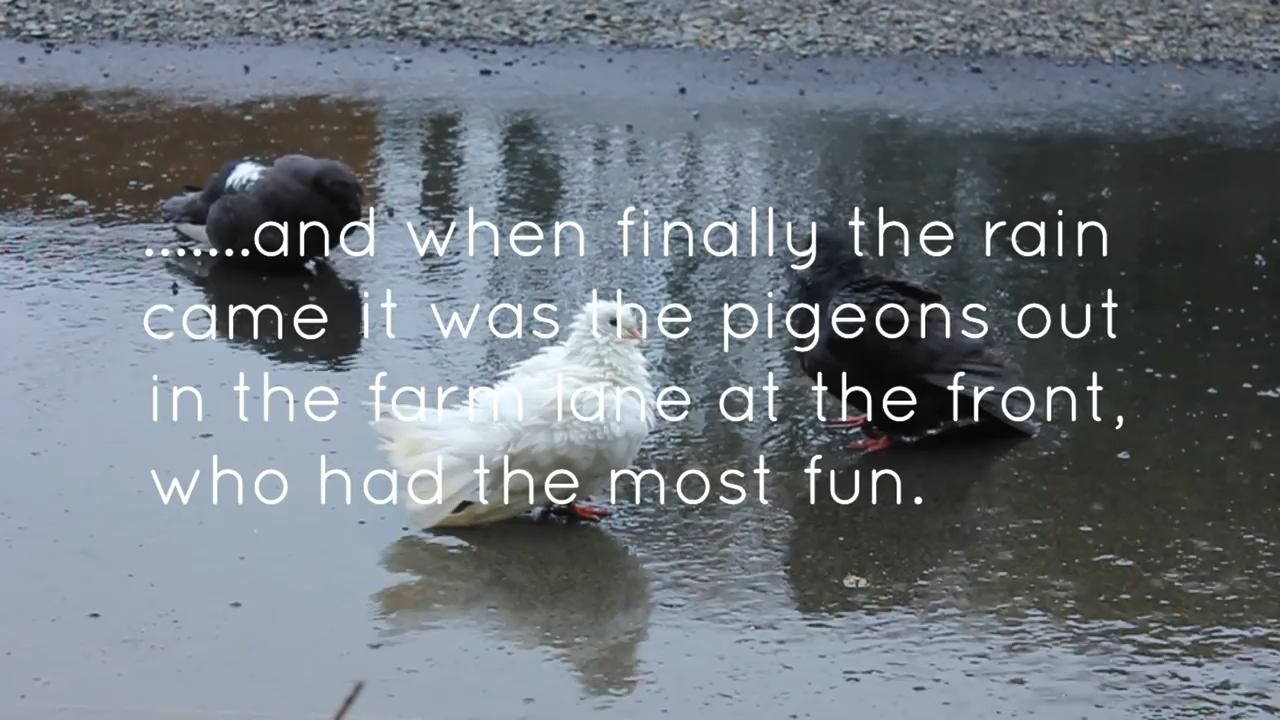 .......and when finally the rain
came it was the pigeons out
in the farm lane at the front,
who had the most fun.